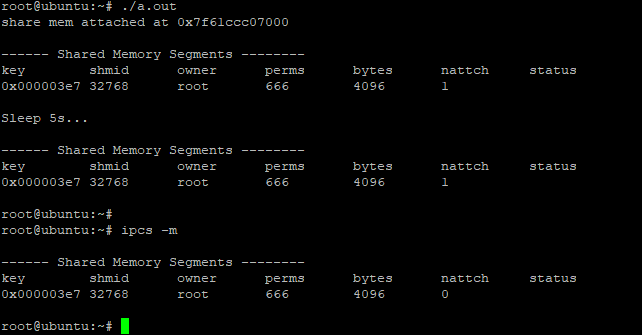 root@ubuntu:~# ./a.out
share mem attached at 0x7f61ccc07000
------ Shared Memory Segments --------
key        shmid      owner      perms      bytes      nattch     status
0x000003e7 32768      root       666        4096       1
Sleep 5s...
------ Shared Memory Segments --------
key        shmid      owner      perms      bytes      nattch     status
0x000003e7 32768      root       666        4096       1
root@ubuntu:~#
root@ubuntu:~# ipcs -m
------ Shared Memory Segments --------
key        shmid      owner      perms      bytes      nattch     status
0x000003e7 32768      root       666        4096       0
root@ubuntu:~#